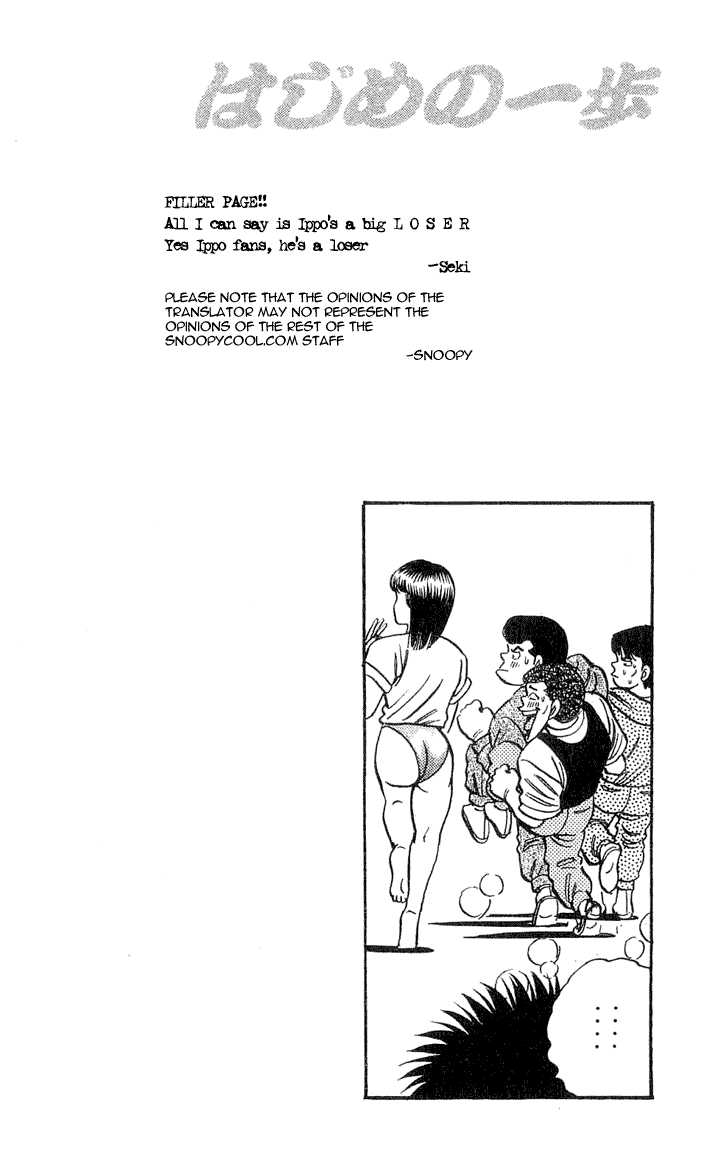 はじめの一歩
FILLER PAGE!!
All I can say is Ippo's a big L O S E R
Yes Ippo fans, he's a loser
-Seki
PLEASE NOTE THAT THE OPINIONS OF THE
TRANSLATOR MAY NOT REPRESENT THE
OPINIONS OF THE REST OF THE
SNOOPYCOOL.COM STAFF
-SNOOPY